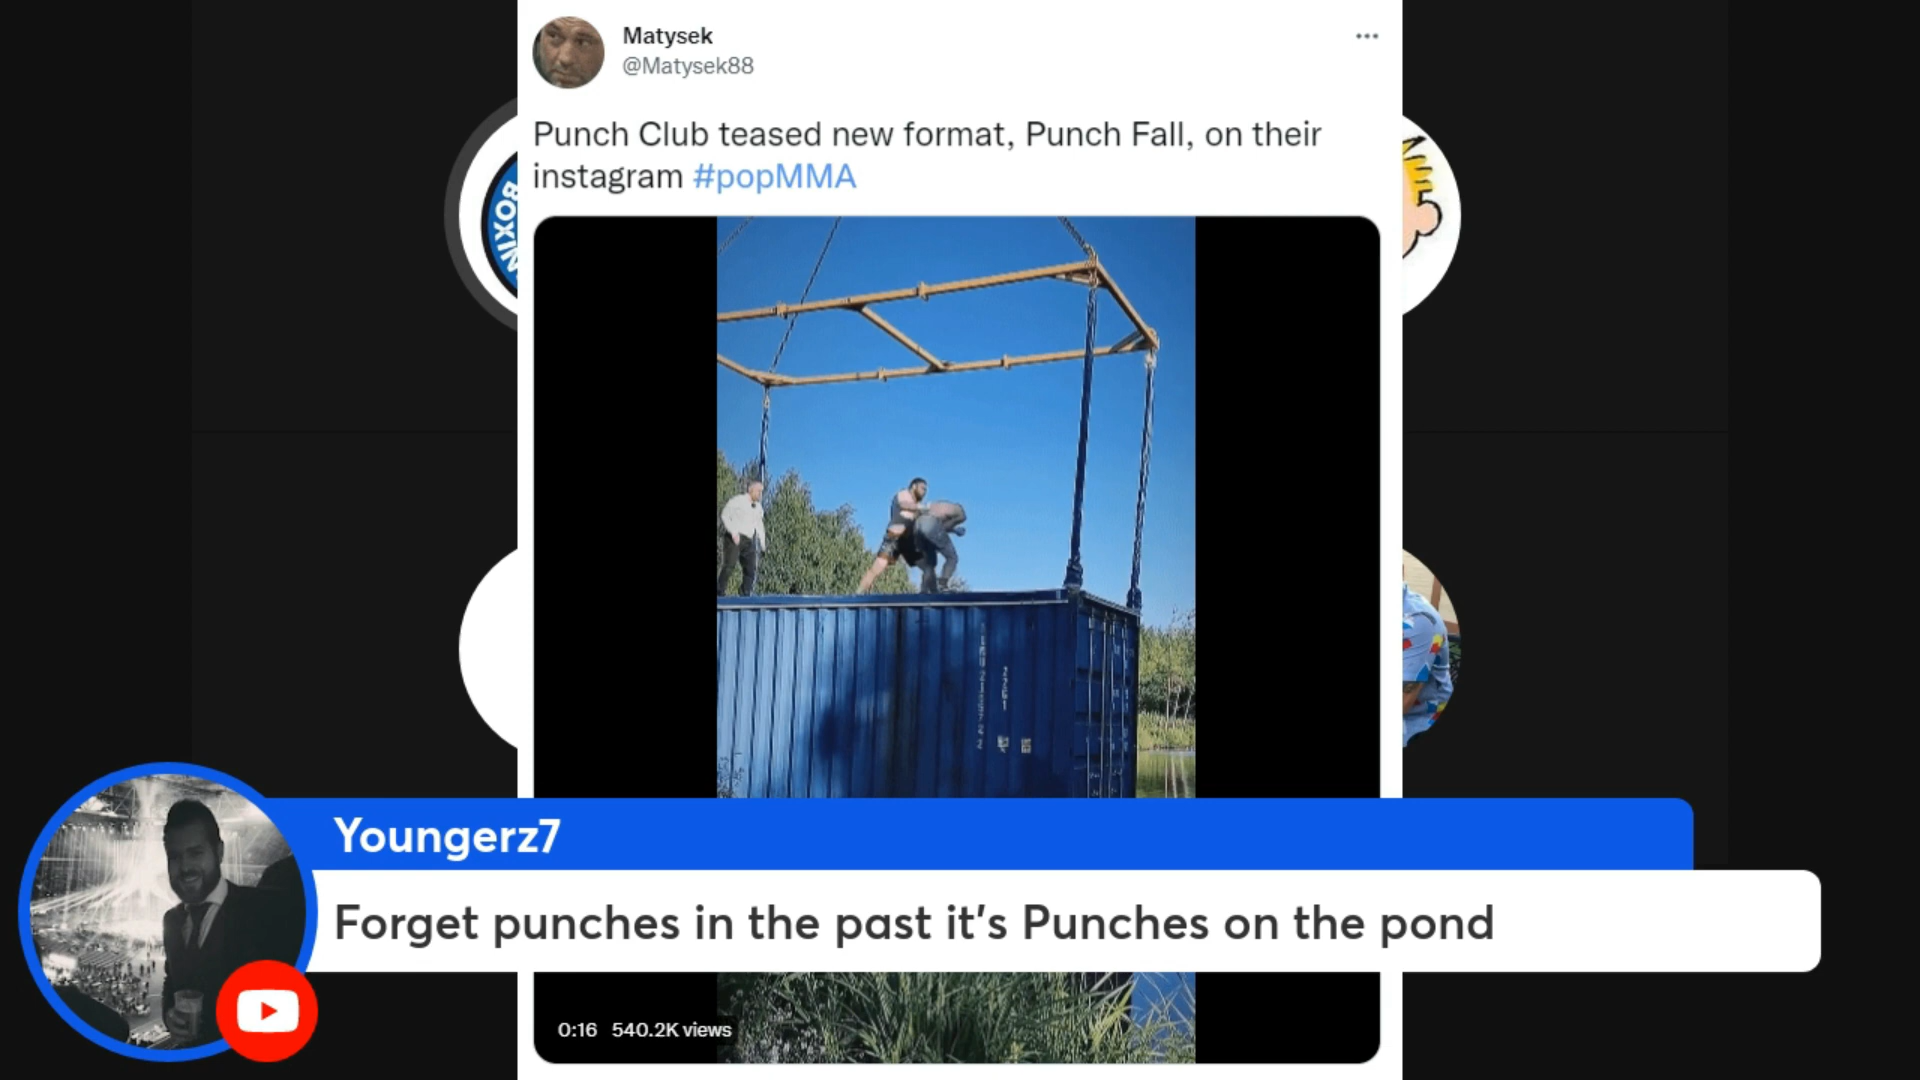 Matysek
@Matysek88
Punch Club teased new format, Punch Fall, on their
instagram #popMMA
0:16 540.2K views
Youngerz7
Forget punches in the past it's Punches on the pond